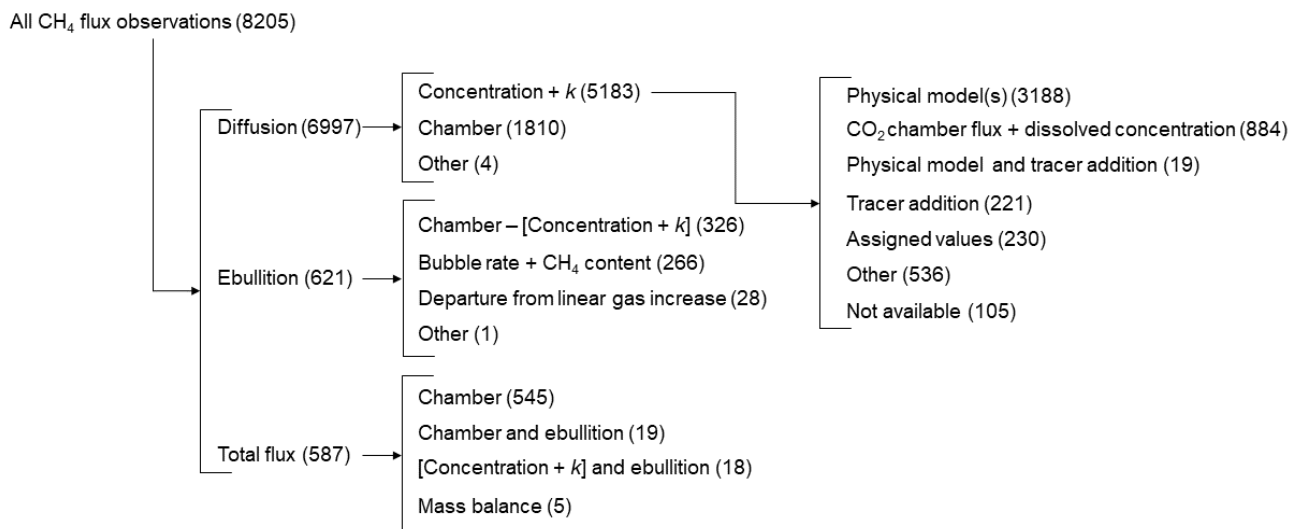 All CH₄ flux observations (8205)
Diffusion (6997)
Concentration + k (5183)
Chamber (1810)
Other (4)
Physical model(s) (3188)
CO₂ chamber flux + dissolved concentration (884)
Physical model and tracer addition (19)
Tracer addition (221)
Assigned values (230)
Other (536)
Not available (105)
Ebullition (621)
Chamber – [Concentration + k] (326)
Bubble rate + CH₄ content (266)
Departure from linear gas increase (28)
Other (1)
Total flux (587)
Chamber (545)
Chamber and ebullition (19)
[Concentration + k] and ebullition (18)
Mass balance (5)